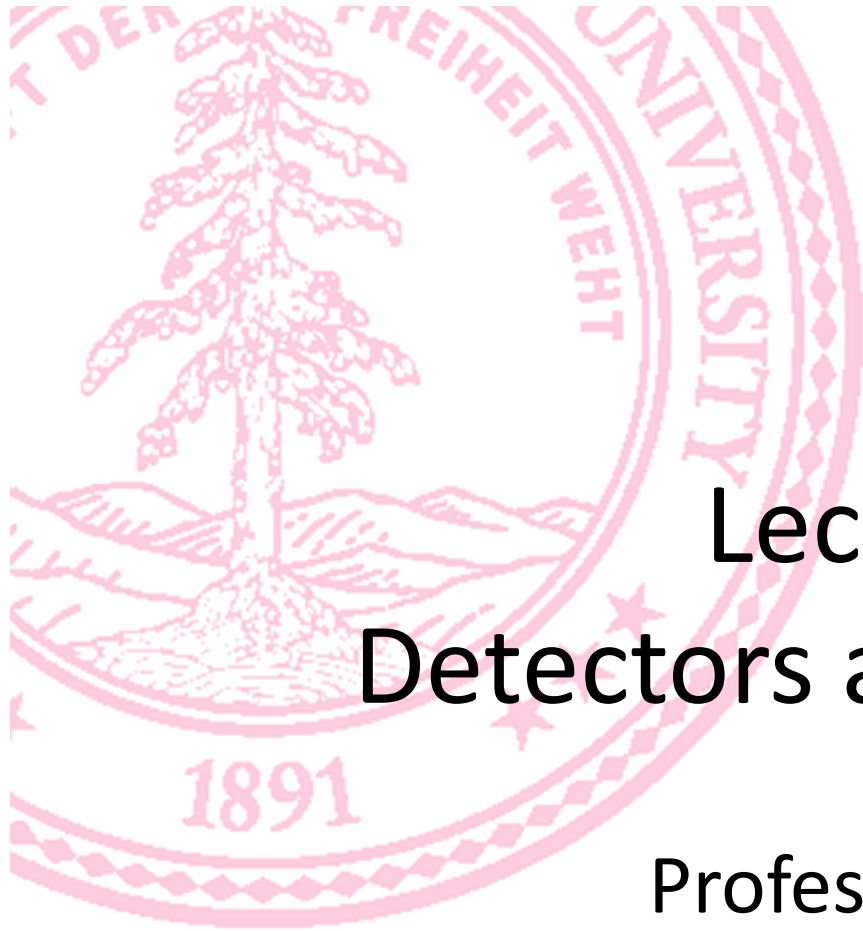 DER FREIHEIT WEHT
UNIVERSITY
Lec
Detectors a
1891
Profes